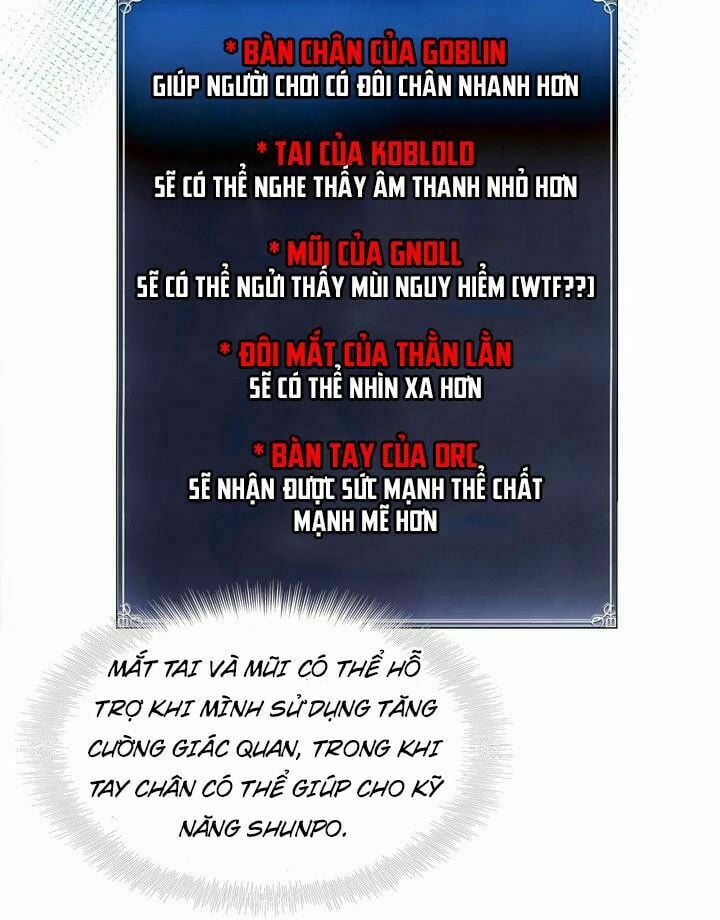 * BÀN CHÂN CỦA GOBLIN
GIÚP NGƯỜI CHƠI CÓ ĐÔI CHÂN NHANH HƠN
* TAI CỦA KOBLOLO
SẼ CÓ THỂ NGHE THẤY ÂM THANH NHỎ HƠN
* MŨI CỦA GNOLL
SẼ CÓ THỂ NGỬI THẤY MÙI NGUY HIỂM (WTF??)
* ĐÔI MẮT CỦA THẰN LẰN
SẼ CÓ THỂ NHÌN XA HƠN
* BÀN TAY CỦA ORC
SẼ NHẬN ĐƯỢC SỨC MẠNH THỂ CHẤT
MẠNH MẼ HƠN
MẮT TAI VÀ MŨI CÓ THỂ HỖ
TRỢ KHI MÌNH SỬ DỤNG TĂNG
CƯỜNG GIÁC QUAN, TRONG KHI
TAY CHÂN CÓ THỂ GIÚP CHO KỸ
NĂNG SHUNPO.